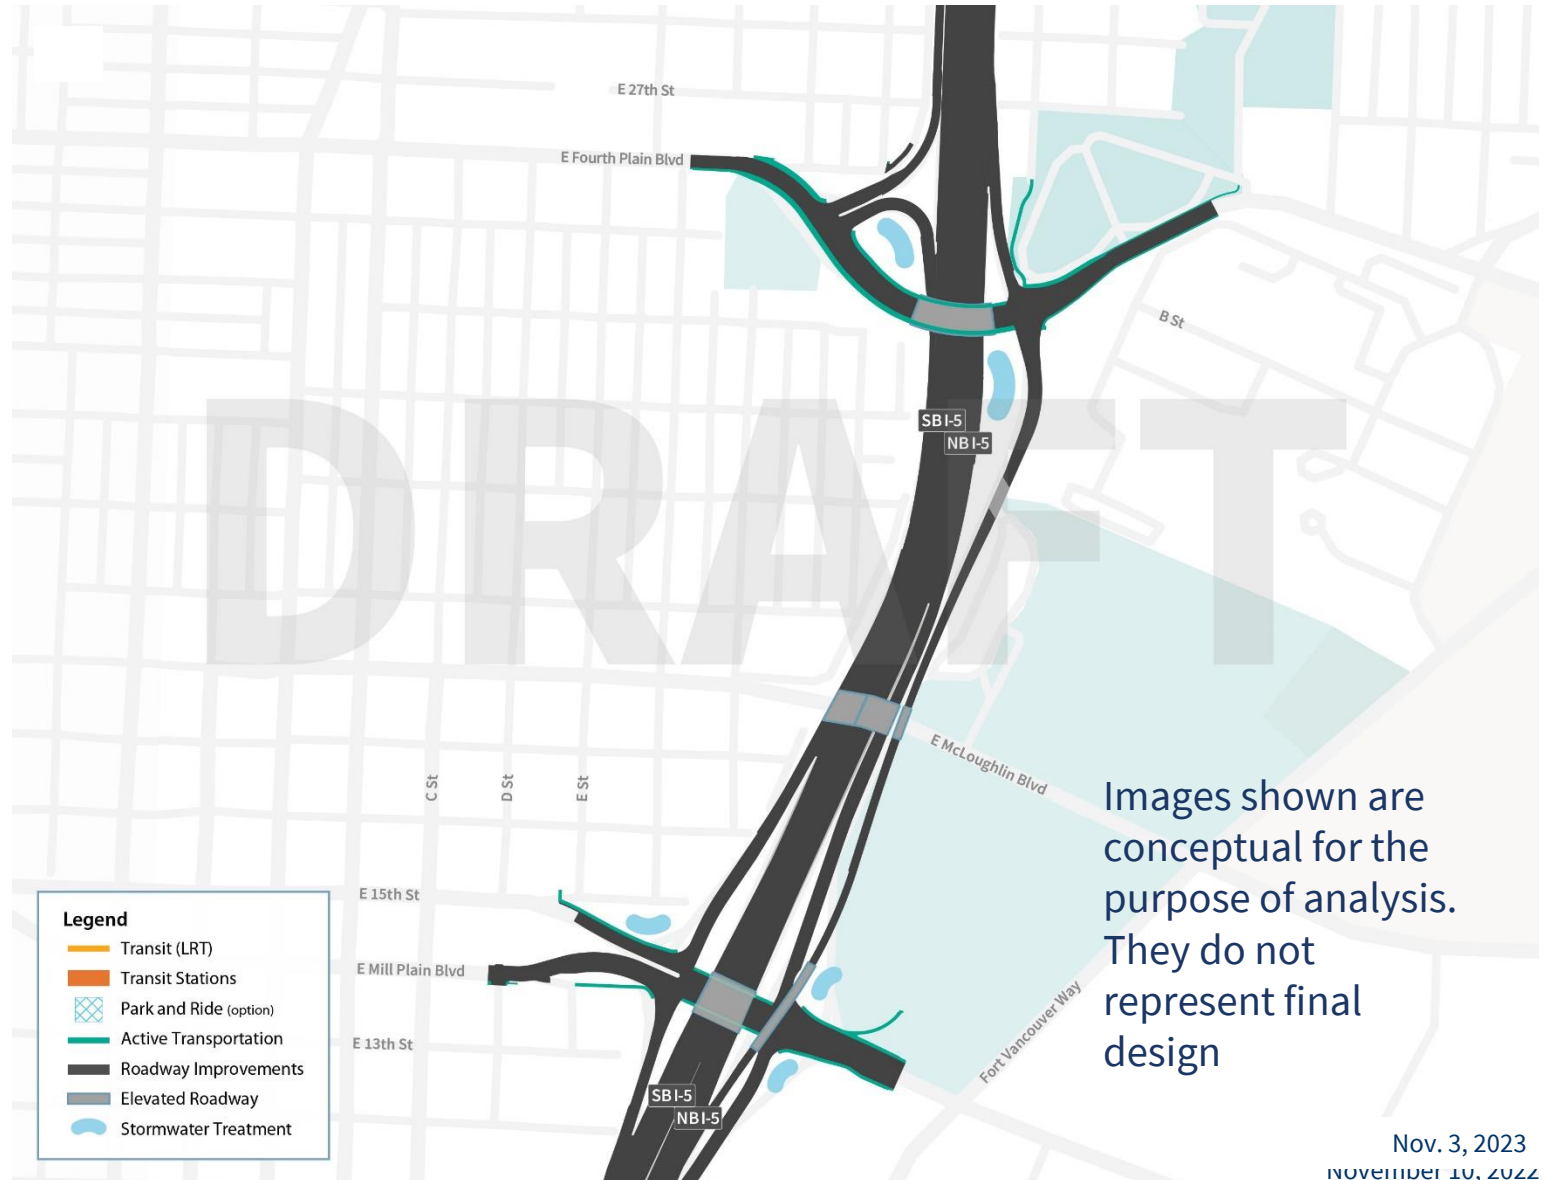 E 27th St
E Fourth Plain Blvd
B St
SB I-5
NB I-5
DRAFT
E McLoughlin Blvd
C St
D St
E St
Images shown are
conceptual for the
purpose of analysis.
They do not
represent final
design
E 15th St
E Mill Plain Blvd
E 13th St
Fort Vancouver Way
SB I-5
NB I-5
Legend
Transit (LRT)
Transit Stations
Park and Ride (option)
Active Transportation
Roadway Improvements
Elevated Roadway
Stormwater Treatment
Nov. 3, 2023
November 10, 2022